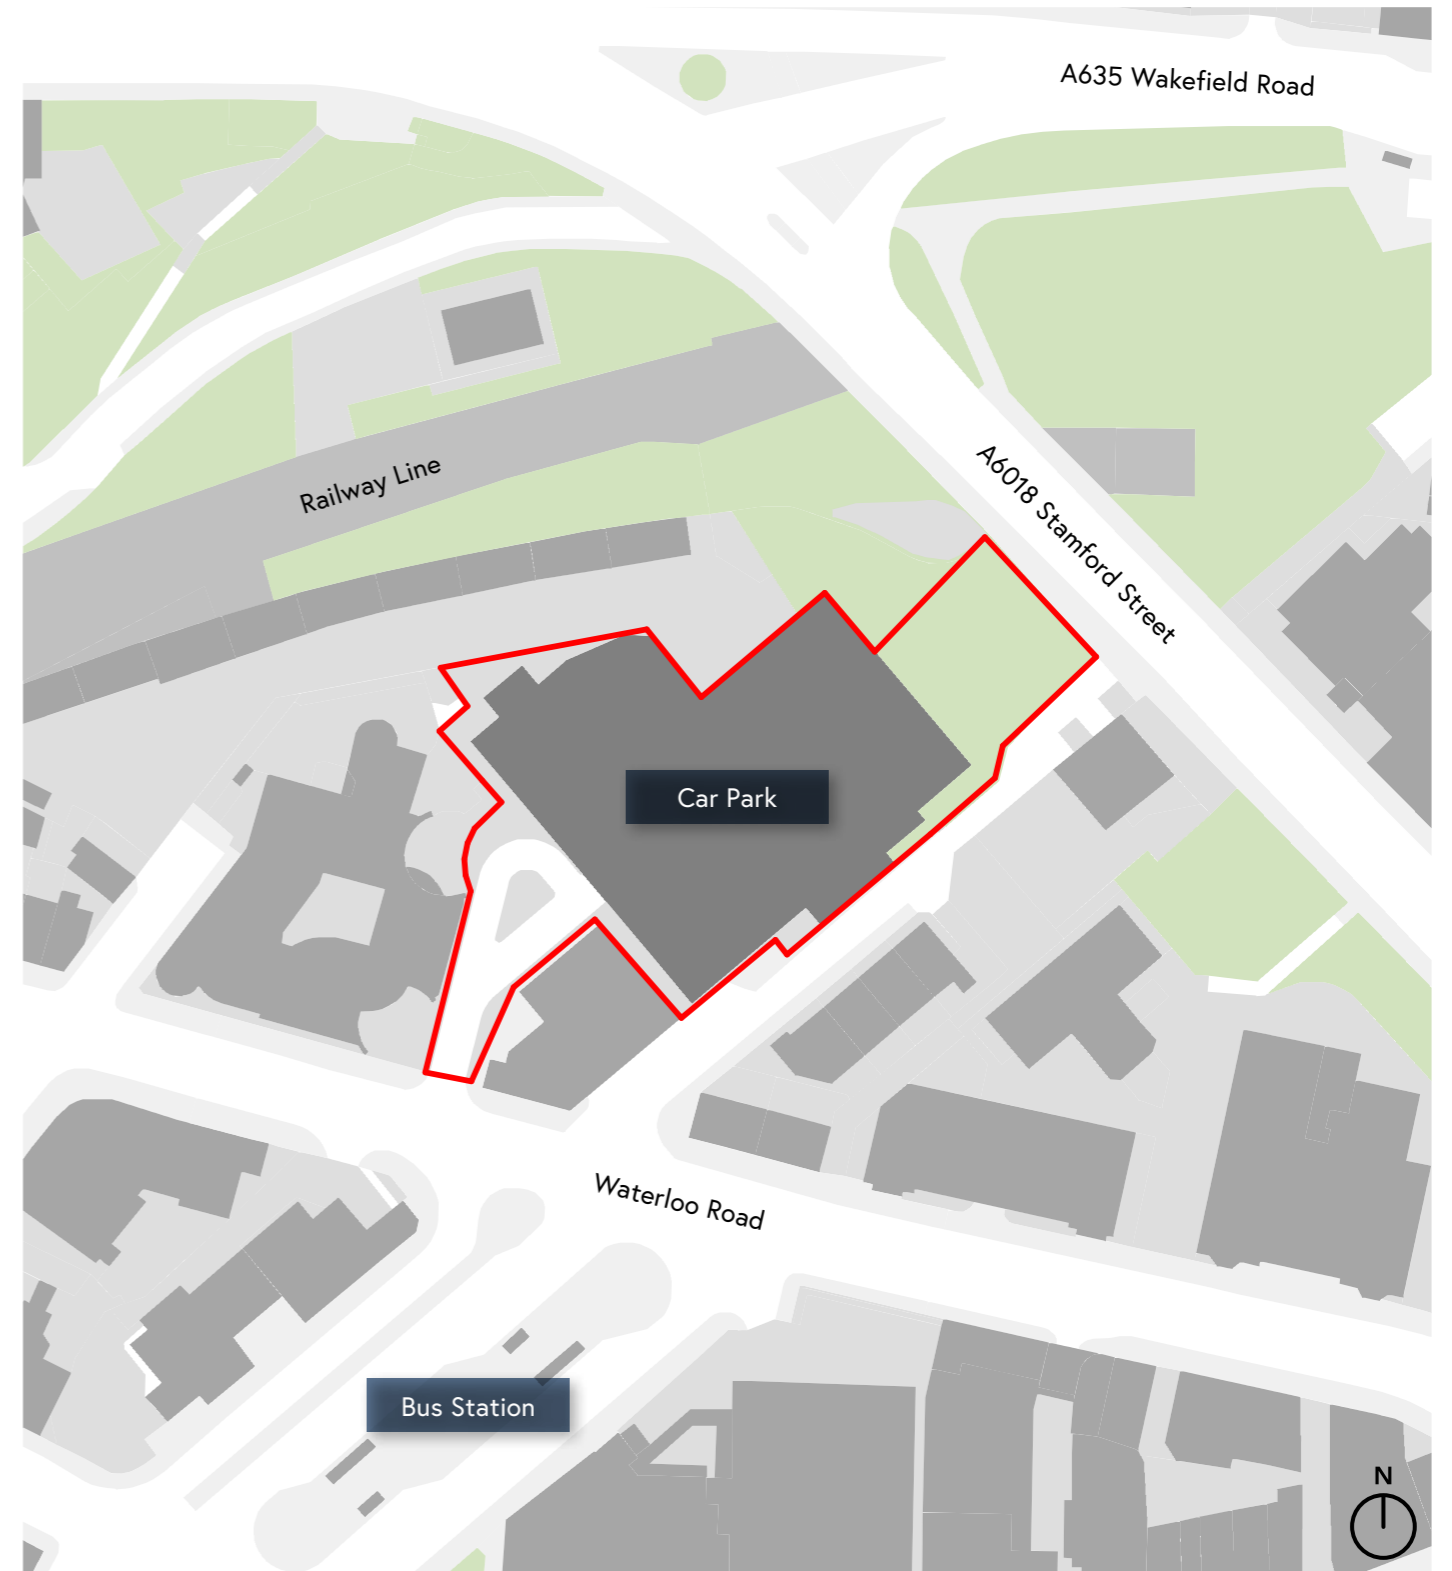 A635 Wakefield Road
Railway Line
A6018 Stamford Street
Car Park
Waterloo Road
Bus Station
N